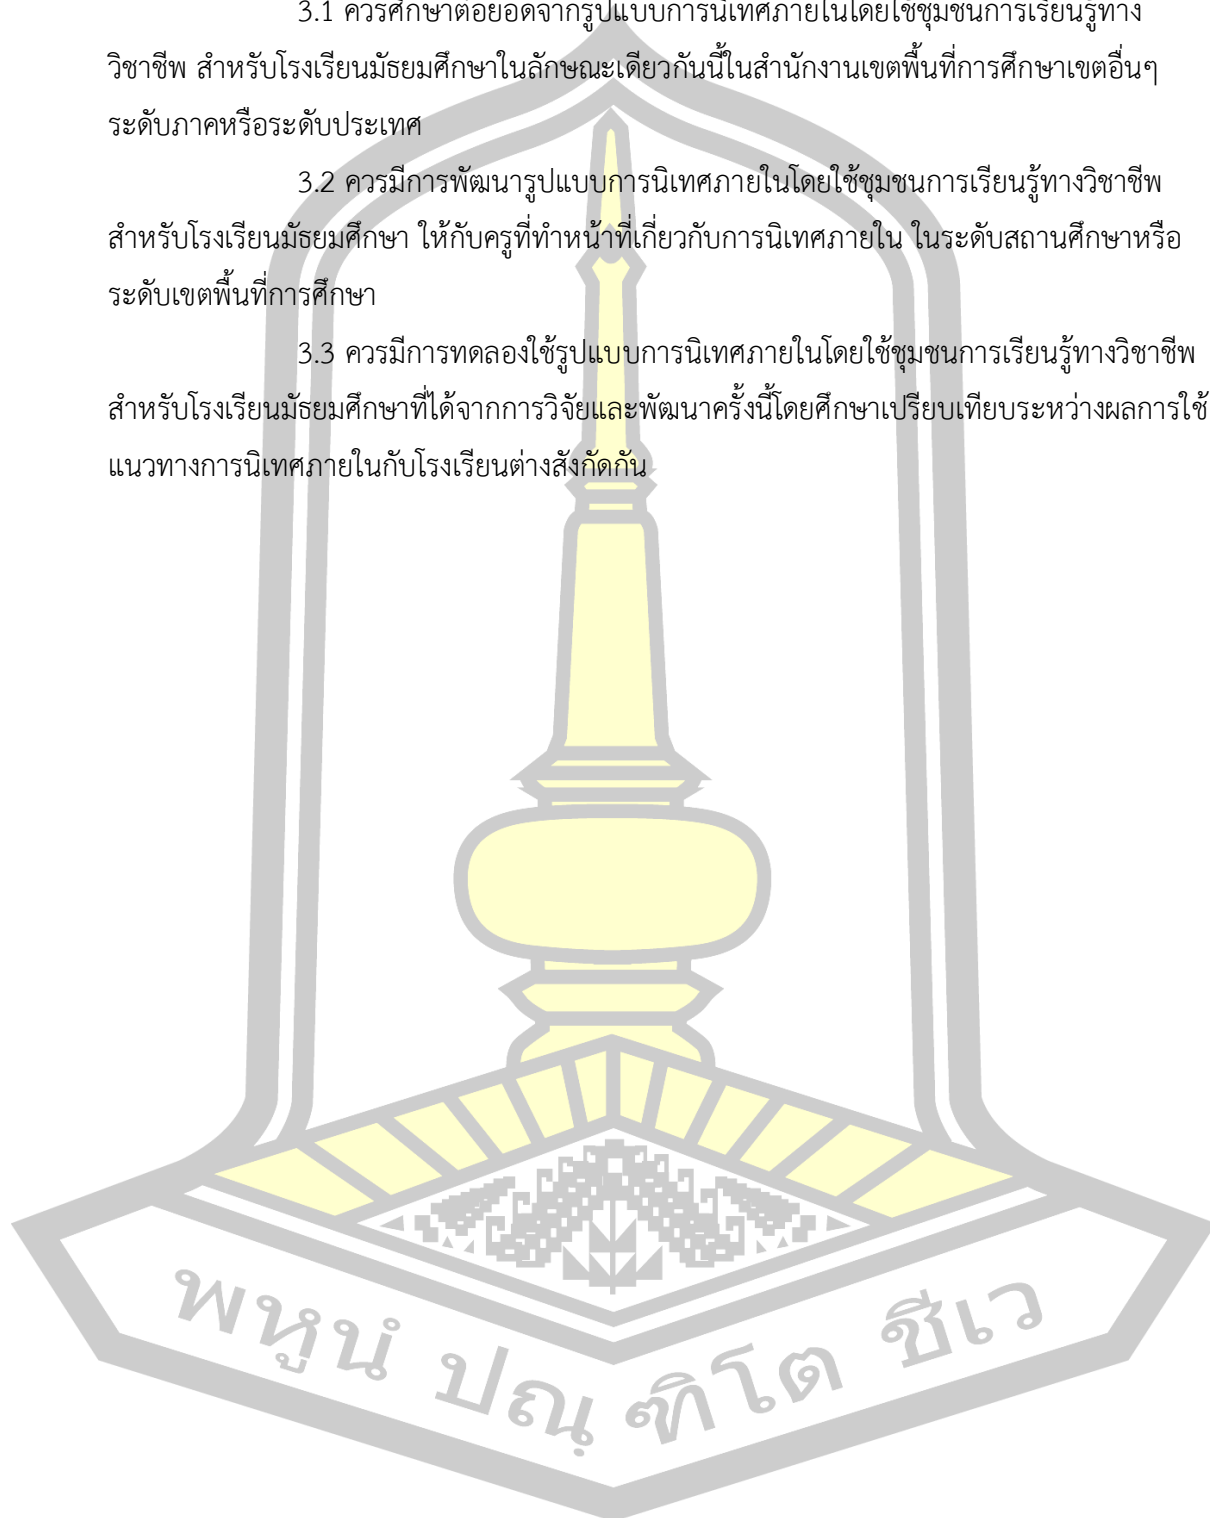 3.1 ควรศึกษาต่อยอดจากรูปแบบการนิเทศภายในโดยใช้ชุมชนการเรียนรู้ทาง
วิชาชีพ สำหรับโรงเรียนมัธยมศึกษาในลักษณะเดียวกันนี้ในสำนักงานเขตพื้นที่การศึกษาเขตอื่นๆ
ระดับภาคหรือระดับประเทศ
3.2 ควรมีการพัฒนารูปแบบการนิเทศภายในโดยใช้ชุมชนการเรียนรู้ทางวิชาชีพ
สำหรับโรงเรียนมัธยมศึกษา ให้กับครูที่ทำหน้าที่เกี่ยวกับการนิเทศภายใน ในระดับสถานศึกษาหรือ
ระดับเขตพื้นที่การศึกษา
3.3 ควรมีการทดลองใช้รูปแบบการนิเทศภายในโดยใช้ชุมชนการเรียนรู้ทางวิชาชีพ
สำหรับโรงเรียนมัธยมศึกษาที่ได้จากการวิจัยและพัฒนาครั้งนี้โดยศึกษาเปรียบเทียบระหว่างผลการใช้
แนวทางการนิเทศภายในกับโรงเรียนต่างสังกัดกัน
พหูนํ ปณฺฑิโต ชีเว